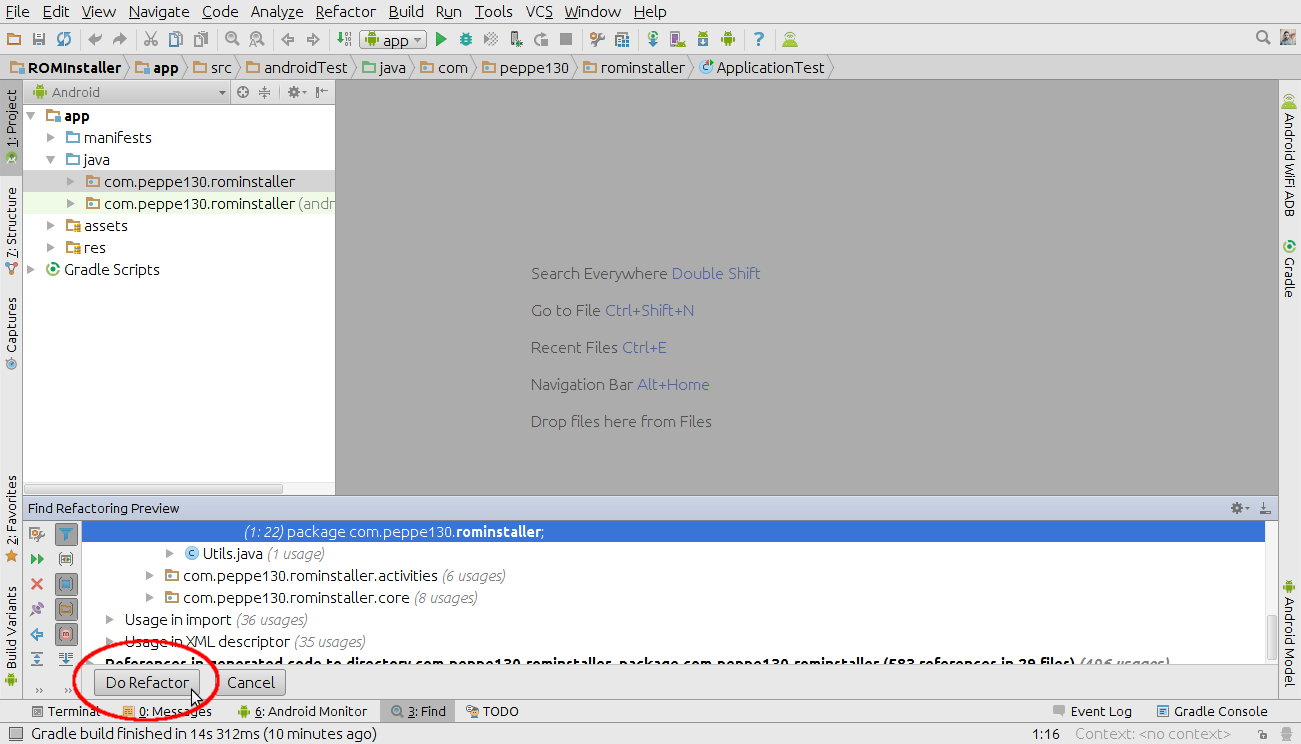 File Edit View Navigate Code Analyze Refactor Build Run Tools VCS Window Help
app
ROMInstaller app src androidTest java com peppe130 rominstaller ApplicationTest
1: Project
7: Structure
Captures
2: Favorites
Build Variants
Android
app
manifests
java
com.peppe130.rominstaller
com.peppe130.rominstaller (andr
assets
res
Gradle Scripts
Search Everywhere Double Shift
Go to File Ctrl+Shift+N
Recent Files Ctrl+E
Navigation Bar Alt+Home
Drop files here from Files
Android WiFi ADB
Gradle
Android Model
Find Refactoring Preview
(1: 22) package com.peppe130.rominstaller;
Utils.java (1 usage)
com.peppe130.rominstaller.activities (6 usages)
com.peppe130.rominstaller.core (8 usages)
Usage in import (36 usages)
Usage in XML descriptor (35 usages)
References in generated code to directory com.peppe130.rominstaller, package com.peppe130.rominstaller (583 references in 29 files) (496 usages)
Do Refactor Cancel
Terminal 0: Messages 6: Android Monitor 3: Find TODO Event Log Gradle Console
Gradle build finished in 14s 312ms (10 minutes ago) 1:16 Context: <no context>